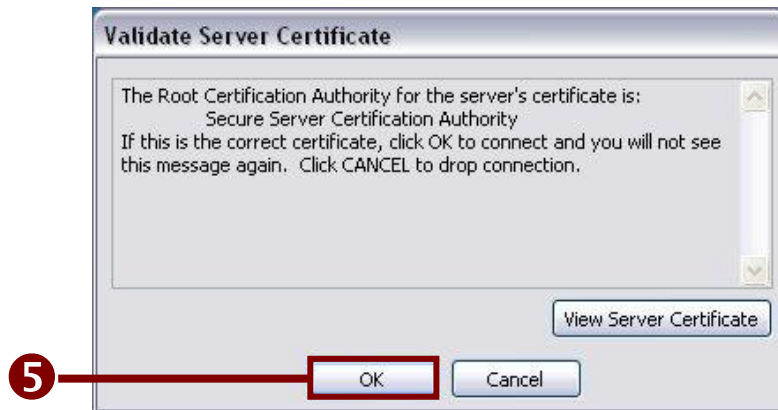 Validate Server Certificate
The Root Certification Authority for the server's certificate is:
Secure Server Certification Authority
If this is the correct certificate, click OK to connect and you will not see
this message again.  Click CANCEL to drop connection.
View Server Certificate
5
OK
Cancel